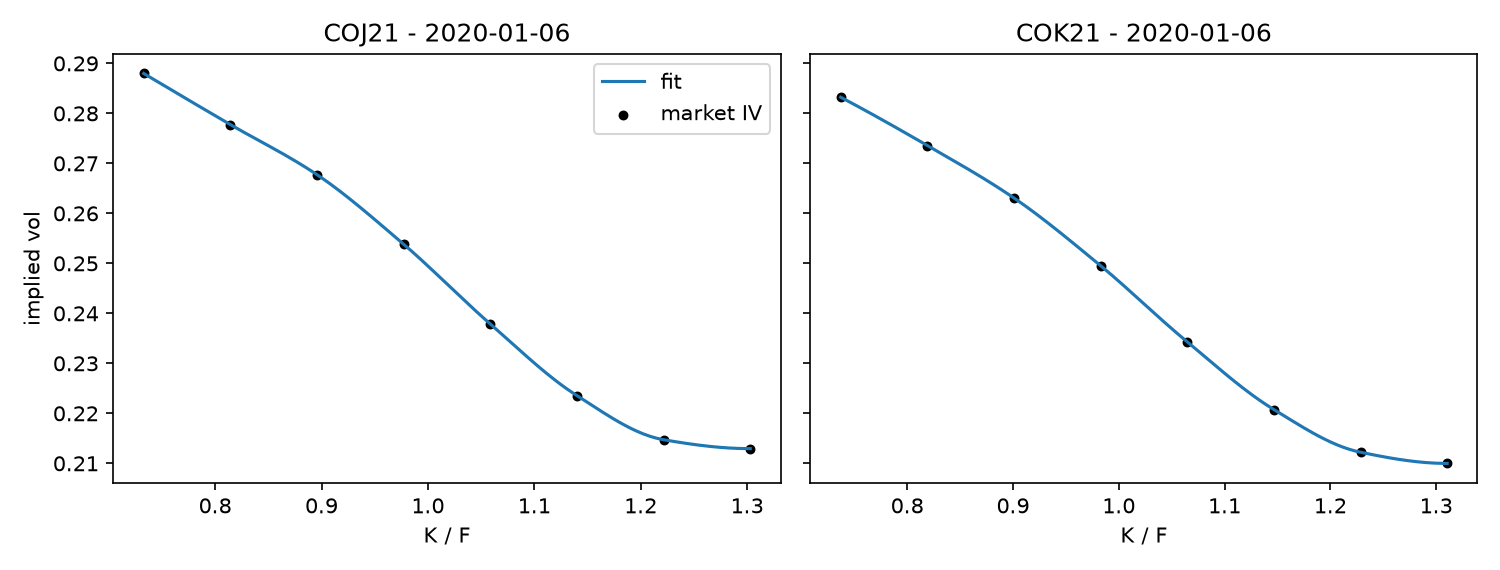 COJ21 - 2020-01-06
implied vol
0.29
0.28
0.27
0.26
0.25
0.24
0.23
0.22
0.21
fit
market IV
0.8 0.9 1.0 1.1 1.2 1.3
K / F
COK21 - 2020-01-06
0.8 0.9 1.0 1.1 1.2 1.3
K / F